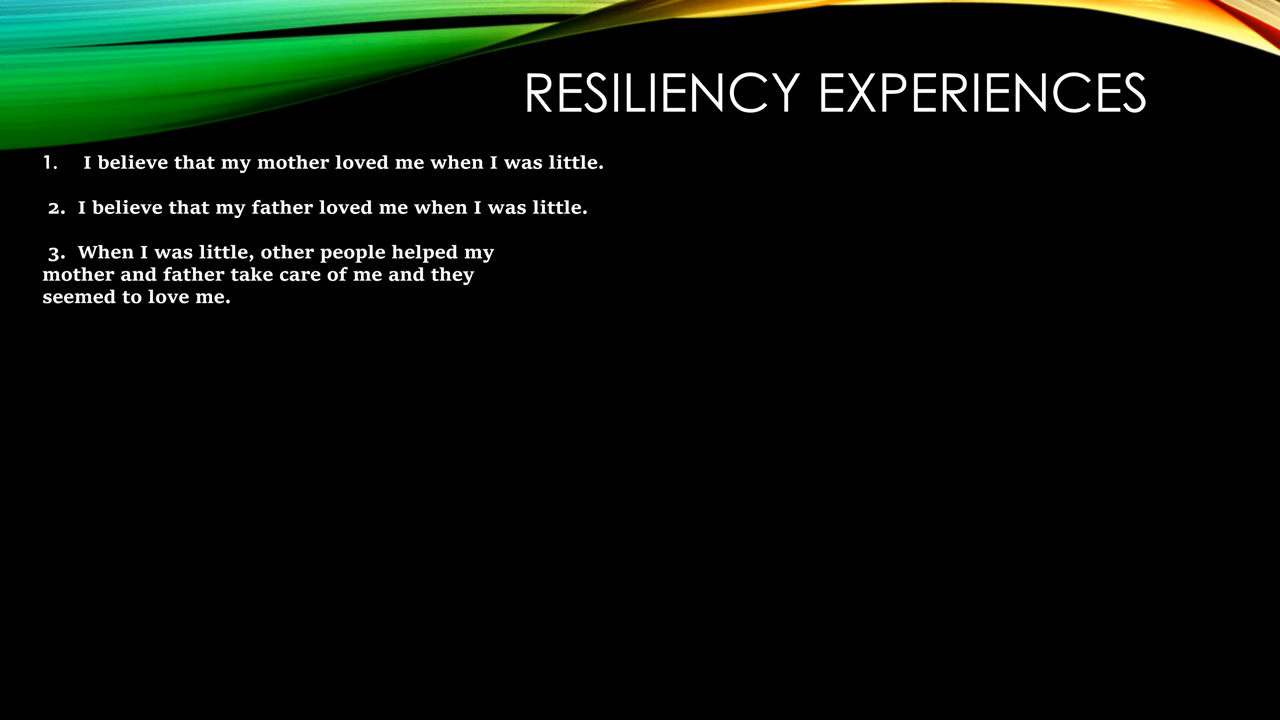 RESILIENCY EXPERIENCES
1. I believe that my mother loved me when I was little.
2. I believe that my father loved me when I was little.
3. When I was little, other people helped my
mother and father take care of me and they
seemed to love me.